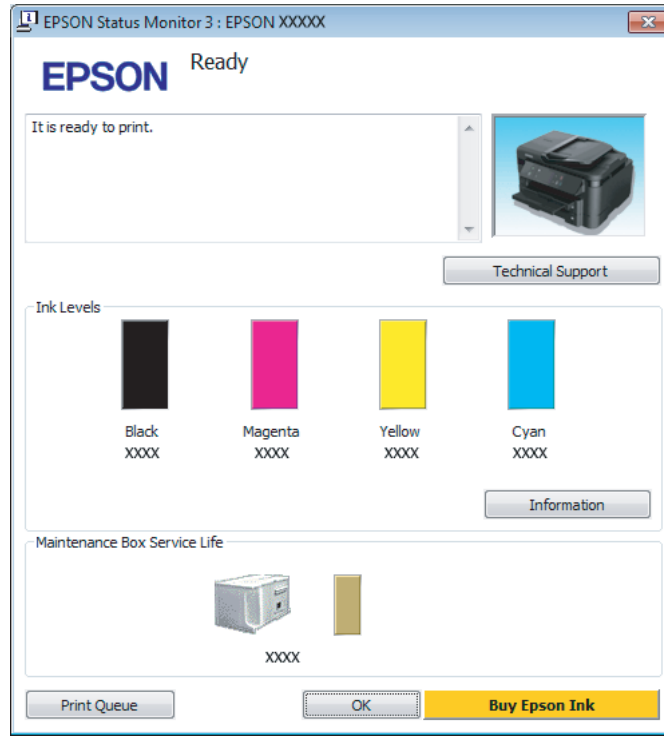 EPSON Status Monitor 3 : EPSON XXXXX
EPSON
Ready
It is ready to print.
Technical Support
Ink Levels
Black Magenta Yellow Cyan
XXXX XXXX XXXX XXXX
Information
Maintenance Box Service Life
XXXX
Print Queue OK Buy Epson Ink